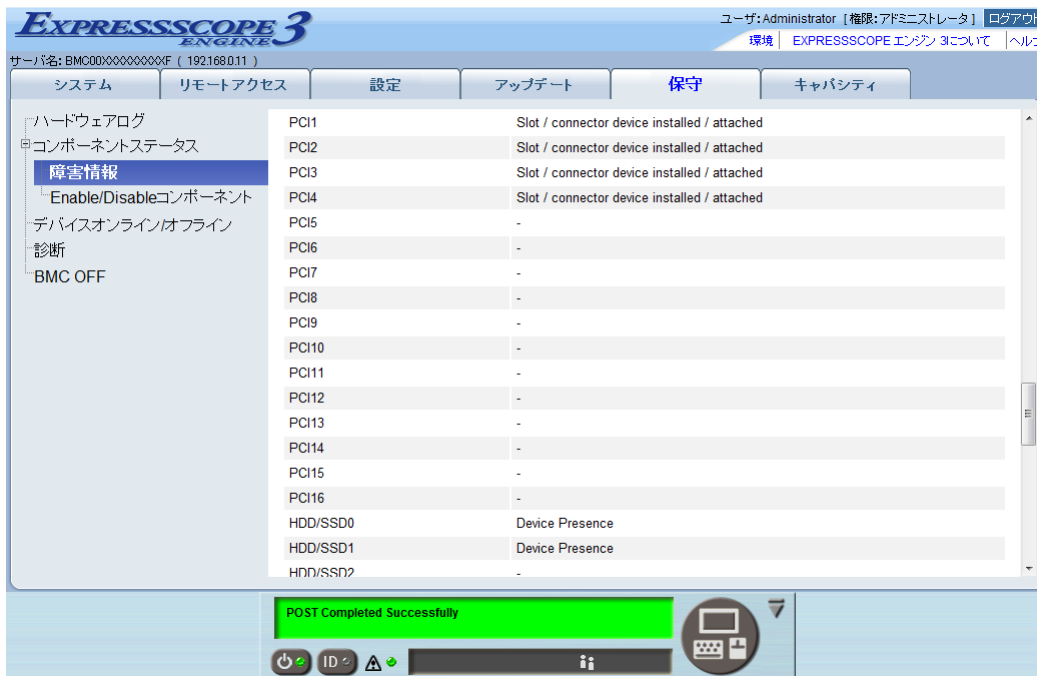 EXPRESSSCOPE
ENGINE 3
ユーザ: Administrator [権限: アドミニストレータ] ログアウト
環境 EXPRESSSCOPE エンジン 3について ヘルプ
サーバ名: BMC00XXXXXXXXXF ( 192.168.0.11 )
システム リモートアクセス 設定 アップデート 保守 キャパシティ
ハードウェアログ
コンポーネントステータス
障害情報
Enable/Disableコンポーネント
デバイスオンライン/オフライン
診断
BMC OFF
PCI1 Slot / connector device installed / attached
PCI2 Slot / connector device installed / attached
PCI3 Slot / connector device installed / attached
PCI4 Slot / connector device installed / attached
PCI5 -
PCI6 -
PCI7 -
PCI8 -
PCI9 -
PCI10 -
PCI11 -
PCI12 -
PCI13 -
PCI14 -
PCI15 -
PCI16 -
HDD/SSD0 Device Presence
HDD/SSD1 Device Presence
HDD/SSD2 -
POST Completed Successfully
ID